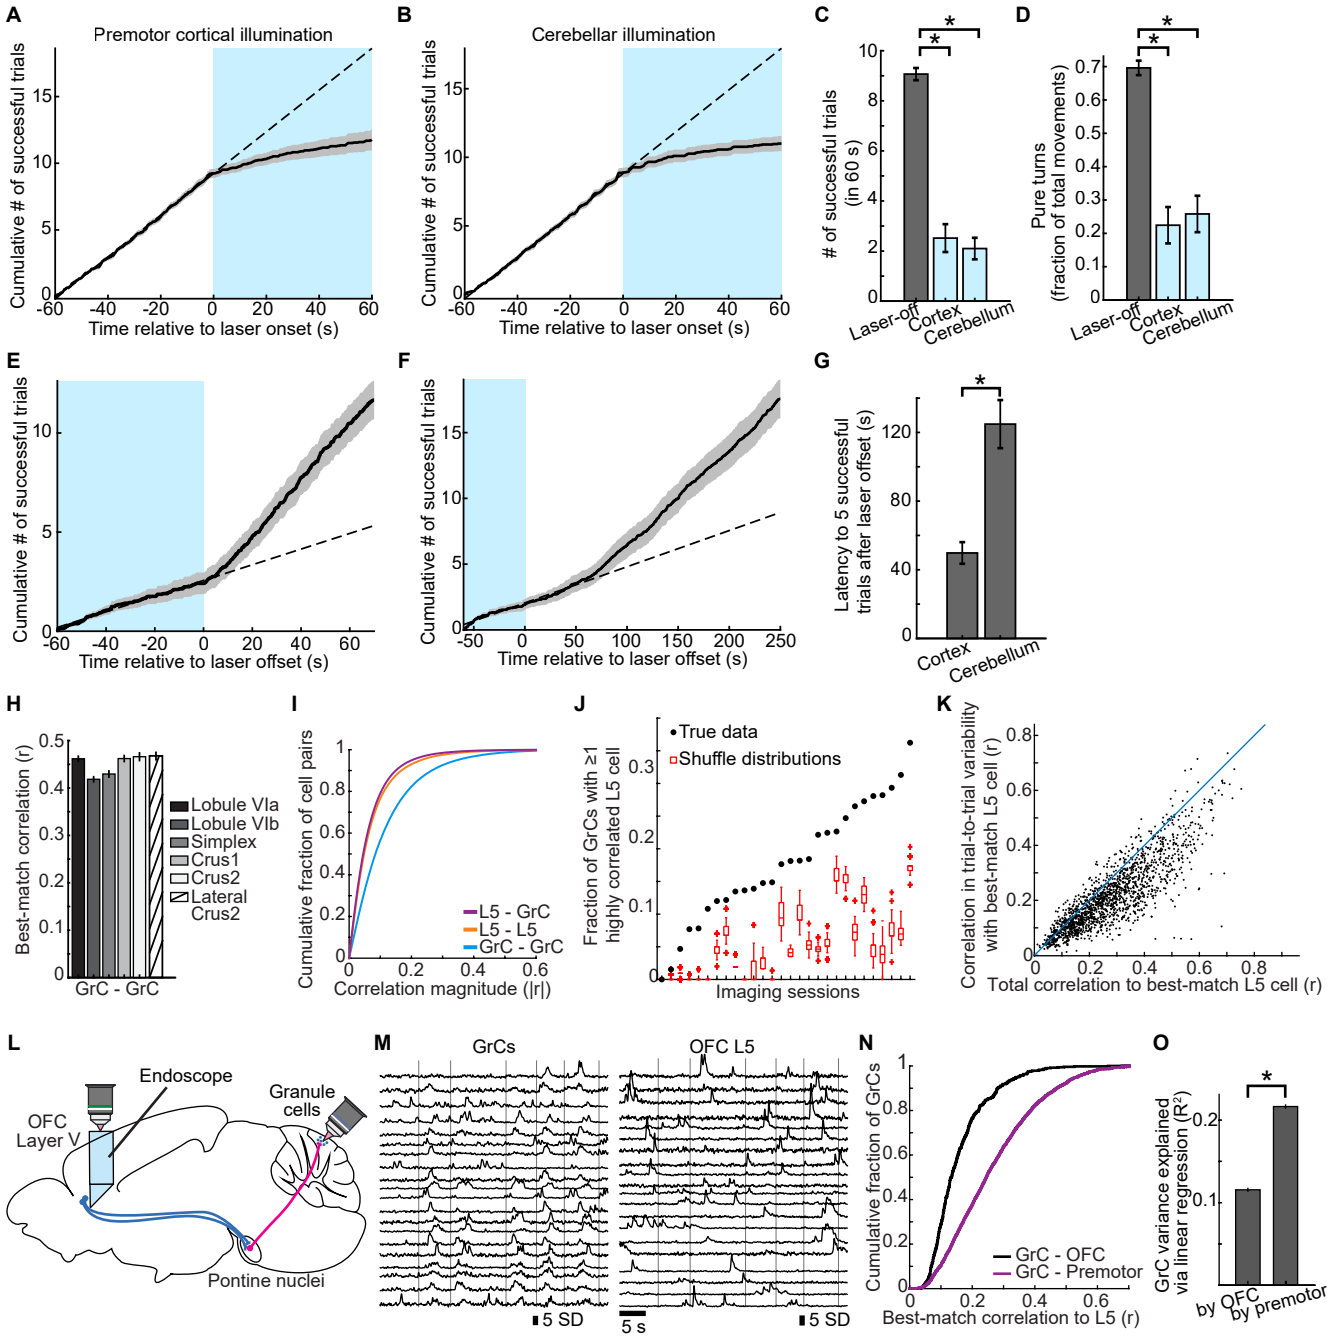 A
Premotor cortical illumination
Cumulative # of successful trials
15
10
5
0
-60
-40
-20
0
20
40
60
Time relative to laser onset (s)
B
Cerebellar illumination
Cumulative # of successful trials
15
10
5
0
-60
-40
-20
0
20
40
60
Time relative to laser onset (s)
C
*
*
# of successful trials
(in 60 s)
10
8
6
4
2
0
Laser-off
Cortex
Cerebellum
D
*
*
Pure turns
(fraction of total movements)
0.7
0.6
0.5
0.4
0.3
0.2
0.1
0
Laser-off
Cortex
Cerebellum
E
Cumulative # of successful trials
10
5
0
-60
-40
-20
0
20
40
60
Time relative to laser offset (s)
F
Cumulative # of successful trials
15
10
5
0
-50
0
50
100
150
200
250
Time relative to laser offset (s)
G
*
Latency to 5 successful
trials after laser offset (s)
120
80
40
0
Cortex
Cerebellum
H
Best-match correlation (r)
0.5
0.4
0.3
0.2
0.1
0
GrC - GrC
Lobule VIa
Lobule VIb
Simplex
Crus1
Crus2
Lateral
Crus2
I
Cumulative fraction of cell pairs
1
0.8
0.6
0.4
0.2
0
0
0.2
0.4
0.6
L5 - GrC
L5 - L5
GrC - GrC
Correlation magnitude (|r|)
J
True data
Shuffle distributions
Fraction of GrCs with ≥1
highly correlated L5 cell
0.3
0.2
0.1
0
Imaging sessions
K
Correlation in trial-to-trial variability
with best-match L5 cell (r)
0.8
0.6
0.4
0.2
0
0
0.2
0.4
0.6
0.8
Total correlation to best-match L5 cell (r)
L
Endoscope
OFC
Layer V
Granule
cells
Pontine nuclei
M
GrCs
OFC L5
5 SD
5 s
5 SD
N
Cumulative fraction of GrCs
1
0.8
0.6
0.4
0.2
0
0
0.2
0.4
0.6
GrC - OFC
GrC - Premotor
Best-match correlation to L5 (r)
O
*
GrC variance explained
via linear regression (R²)
0.2
0.1
by OFC
by premotor